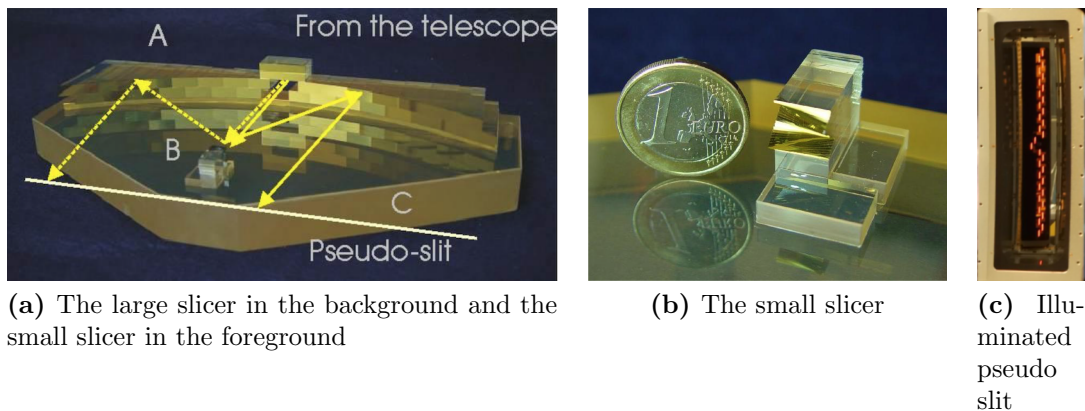 A
From the telescope
B
C
Pseudo-slit
1
EURO
(a) The large slicer in the background and the
small slicer in the foreground
(b) The small slicer
(c) Illu-
minated
pseudo
slit